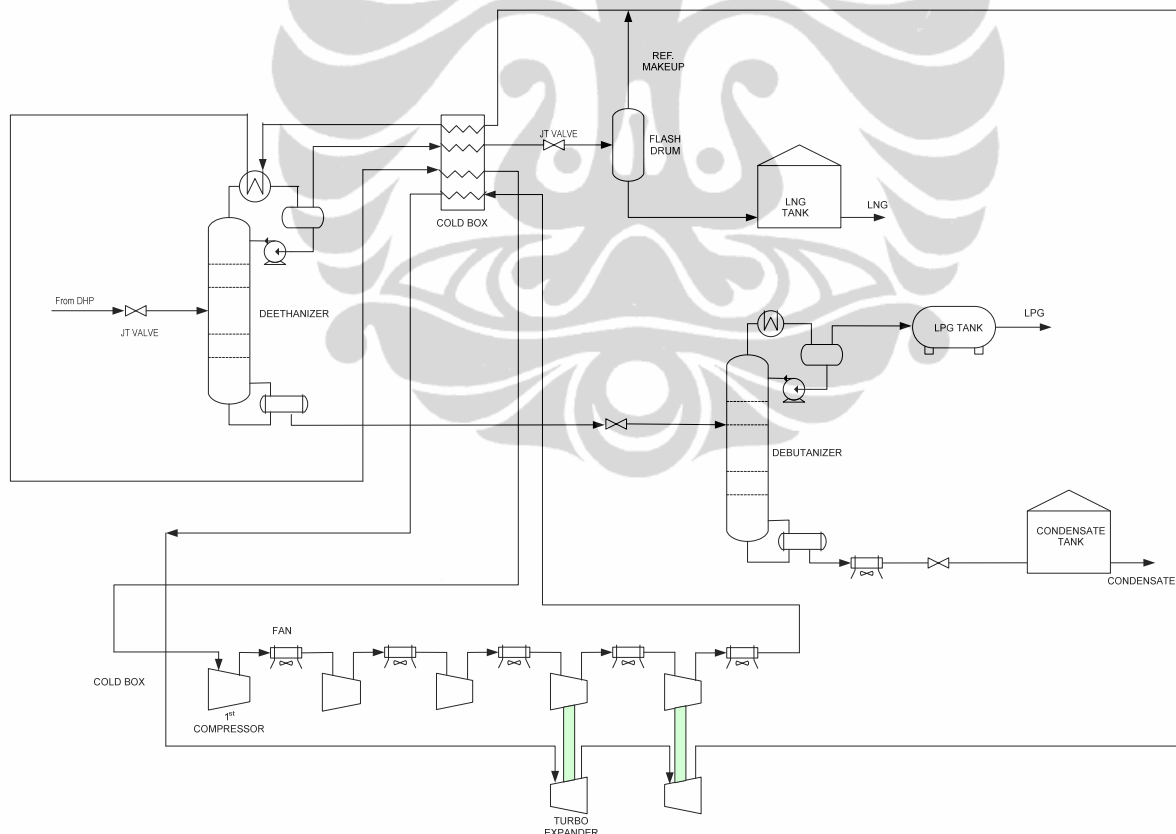 REF.
MAKEUP
JT VALVE
FLASH
DRUM
LNG
TANK
LNG
COLD BOX
From DHP
JT VALVE
DEETHANIZER
LPG TANK
LPG
DEBUTANIZER
CONDENSATE
TANK
CONDENSATE
FAN
COLD BOX
1st
COMPRESSOR
TURBO
EXPANDER